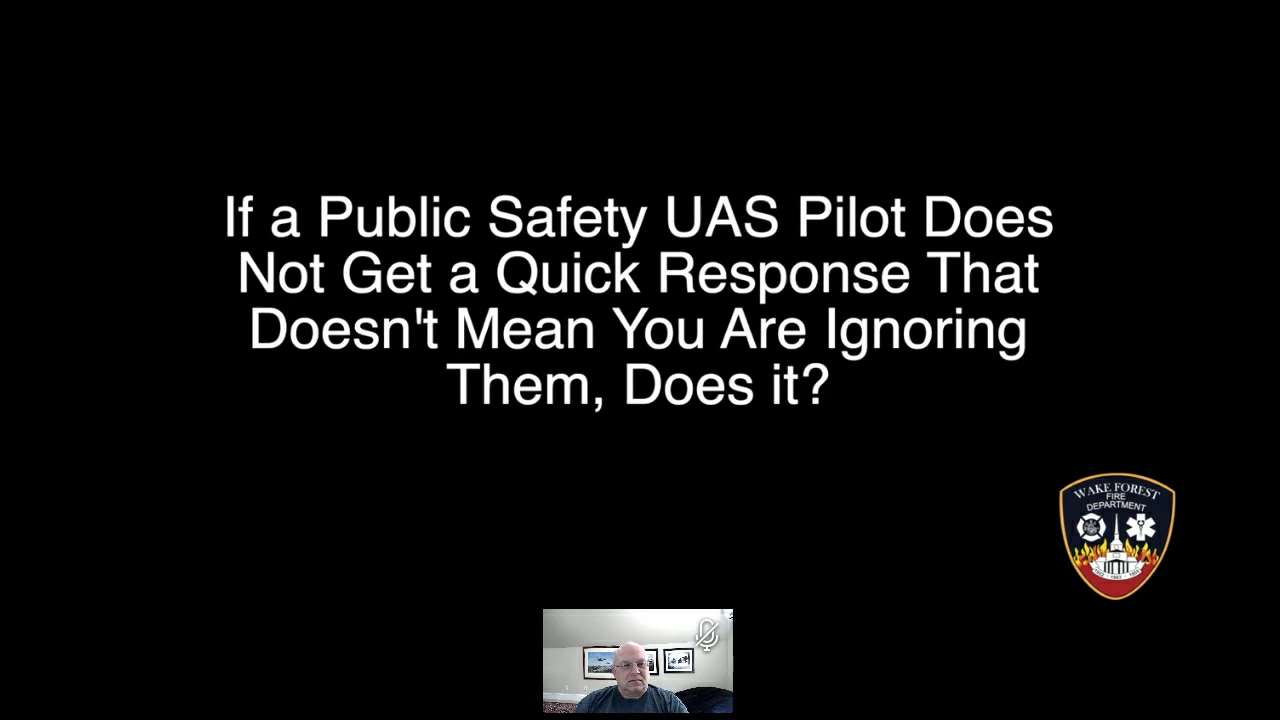 If a Public Safety UAS Pilot Does
Not Get a Quick Response That
Doesn't Mean You Are Ignoring
Them, Does it?
WAKE FOREST
FIRE
DEPARTMENT